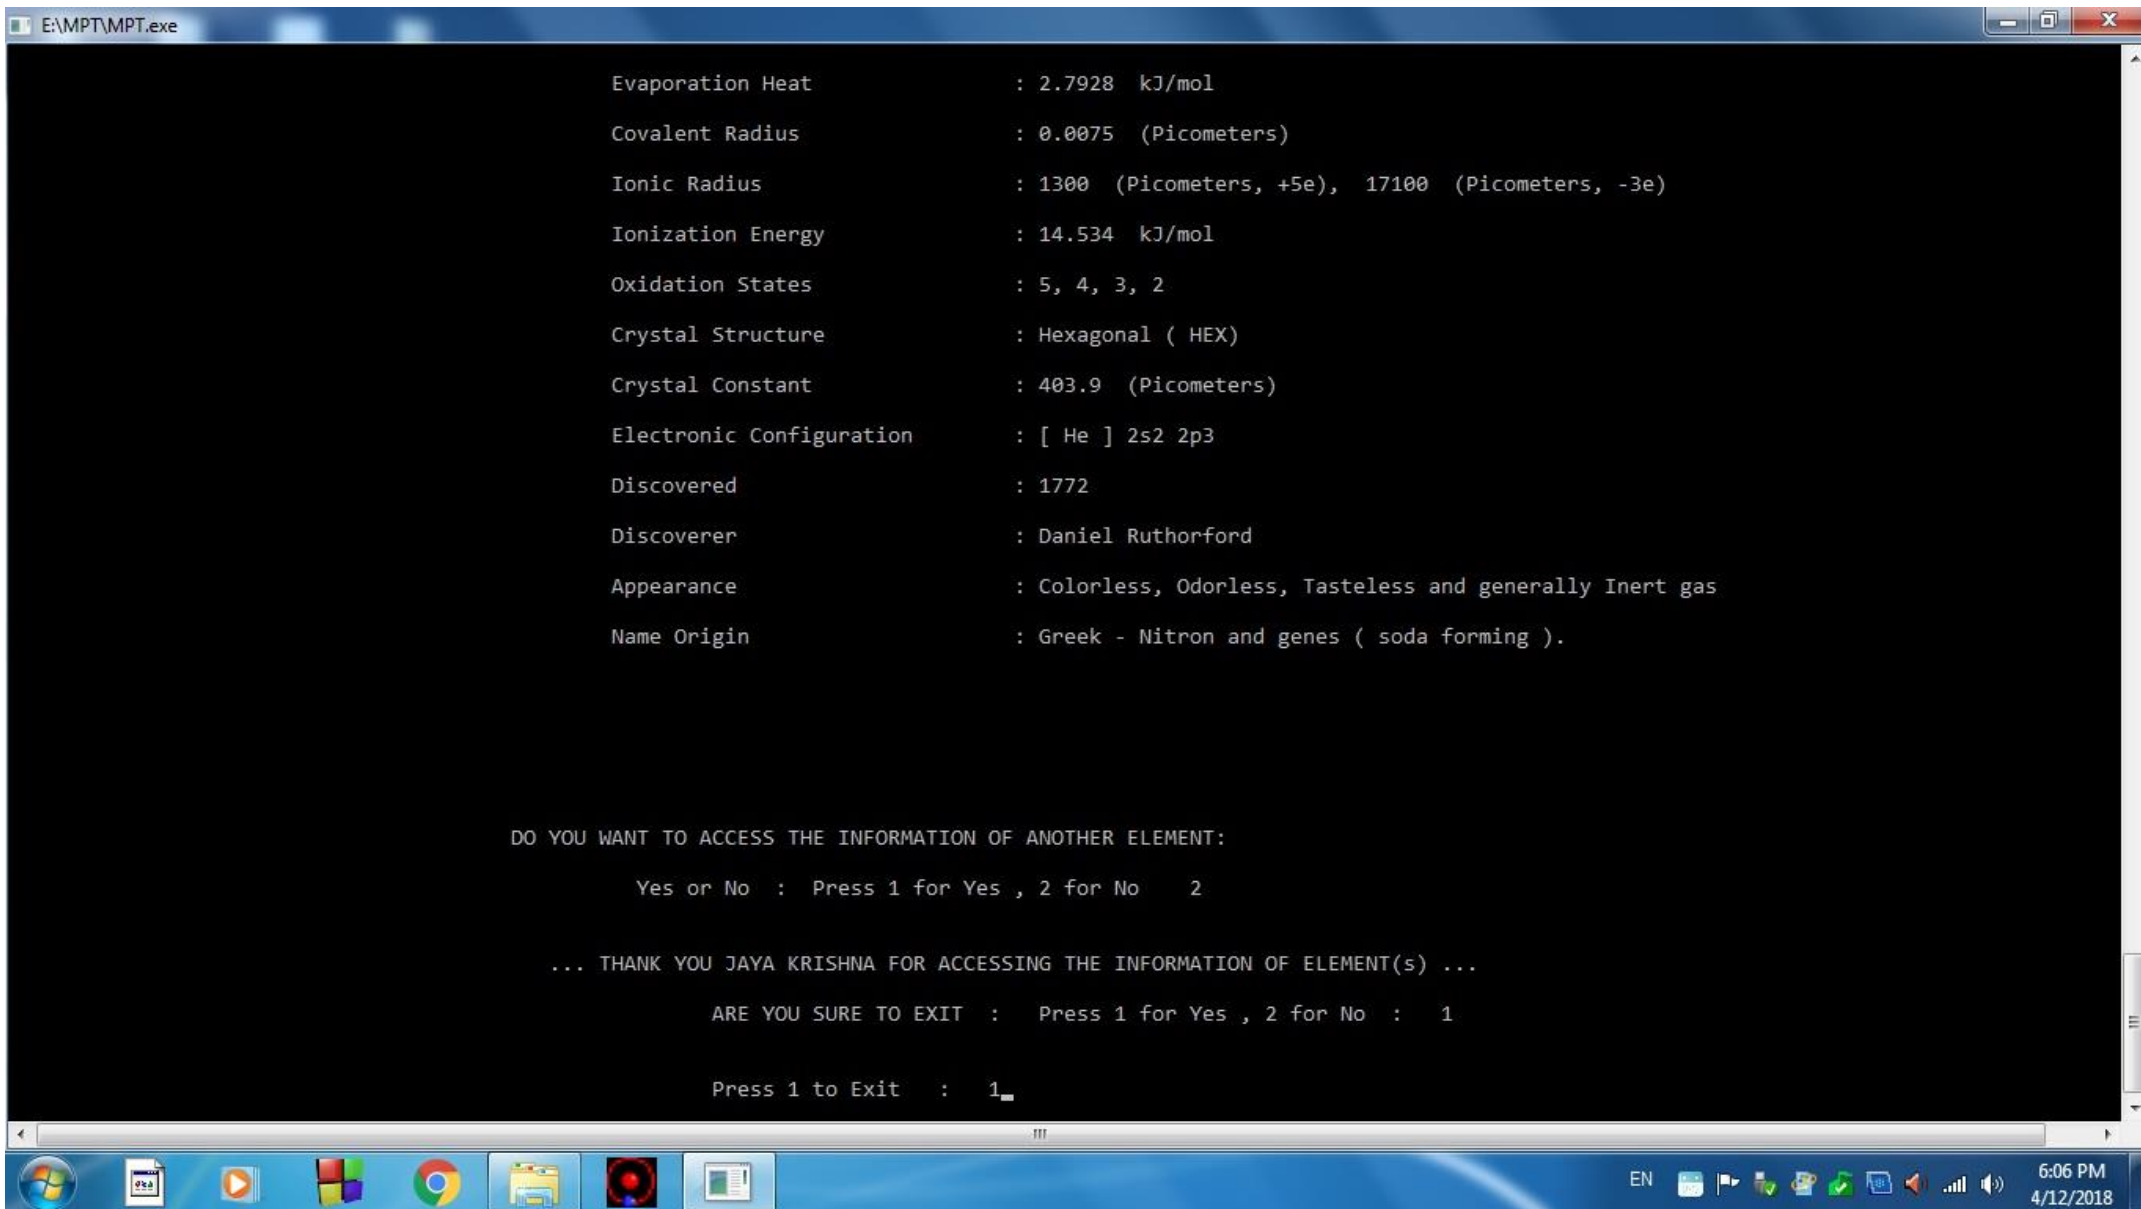 E:\MPT\MPT.exe
Evaporation Heat : 2.7928 kJ/mol
Covalent Radius : 0.0075 (Picometers)
Ionic Radius : 1300 (Picometers, +5e), 17100 (Picometers, -3e)
Ionization Energy : 14.534 kJ/mol
Oxidation States : 5, 4, 3, 2
Crystal Structure : Hexagonal ( HEX)
Crystal Constant : 403.9 (Picometers)
Electronic Configuration : [ He ] 2s2 2p3
Discovered : 1772
Discoverer : Daniel Ruthorford
Appearance : Colorless, Odorless, Tasteless and generally Inert gas
Name Origin : Greek - Nitron and genes ( soda forming ).
DO YOU WANT TO ACCESS THE INFORMATION OF ANOTHER ELEMENT:
Yes or No : Press 1 for Yes , 2 for No 2
... THANK YOU JAYA KRISHNA FOR ACCESSING THE INFORMATION OF ELEMENT(s) ...
ARE YOU SURE TO EXIT : Press 1 for Yes , 2 for No : 1
Press 1 to Exit : 1
EN
6:06 PM
4/12/2018